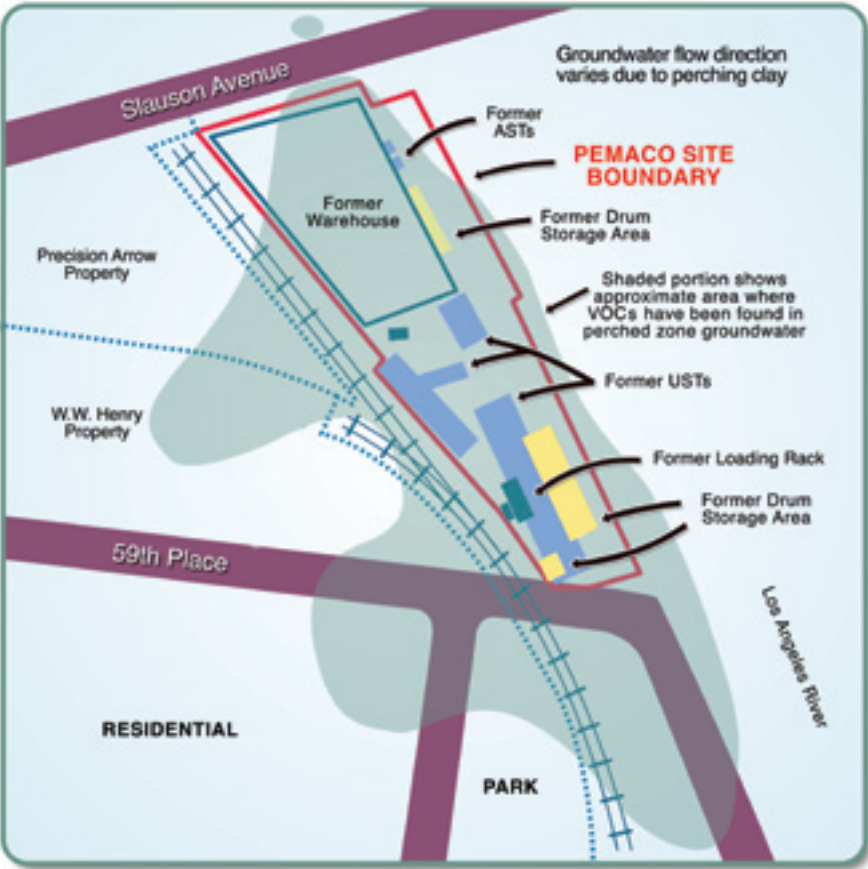 Slauson Avenue
Groundwater flow direction
varies due to perching clay
Former
ASTs
PEMACO SITE
BOUNDARY
Former
Warehouse
Former Drum
Storage Area
Precision Arrow
Property
Shaded portion shows
approximate area where
VOCs have been found in
perched zone groundwater
Former USTs
W.W. Henry
Property
Former Loading Rack
Former Drum
Storage Area
59th Place
Los Angeles River
RESIDENTIAL
PARK